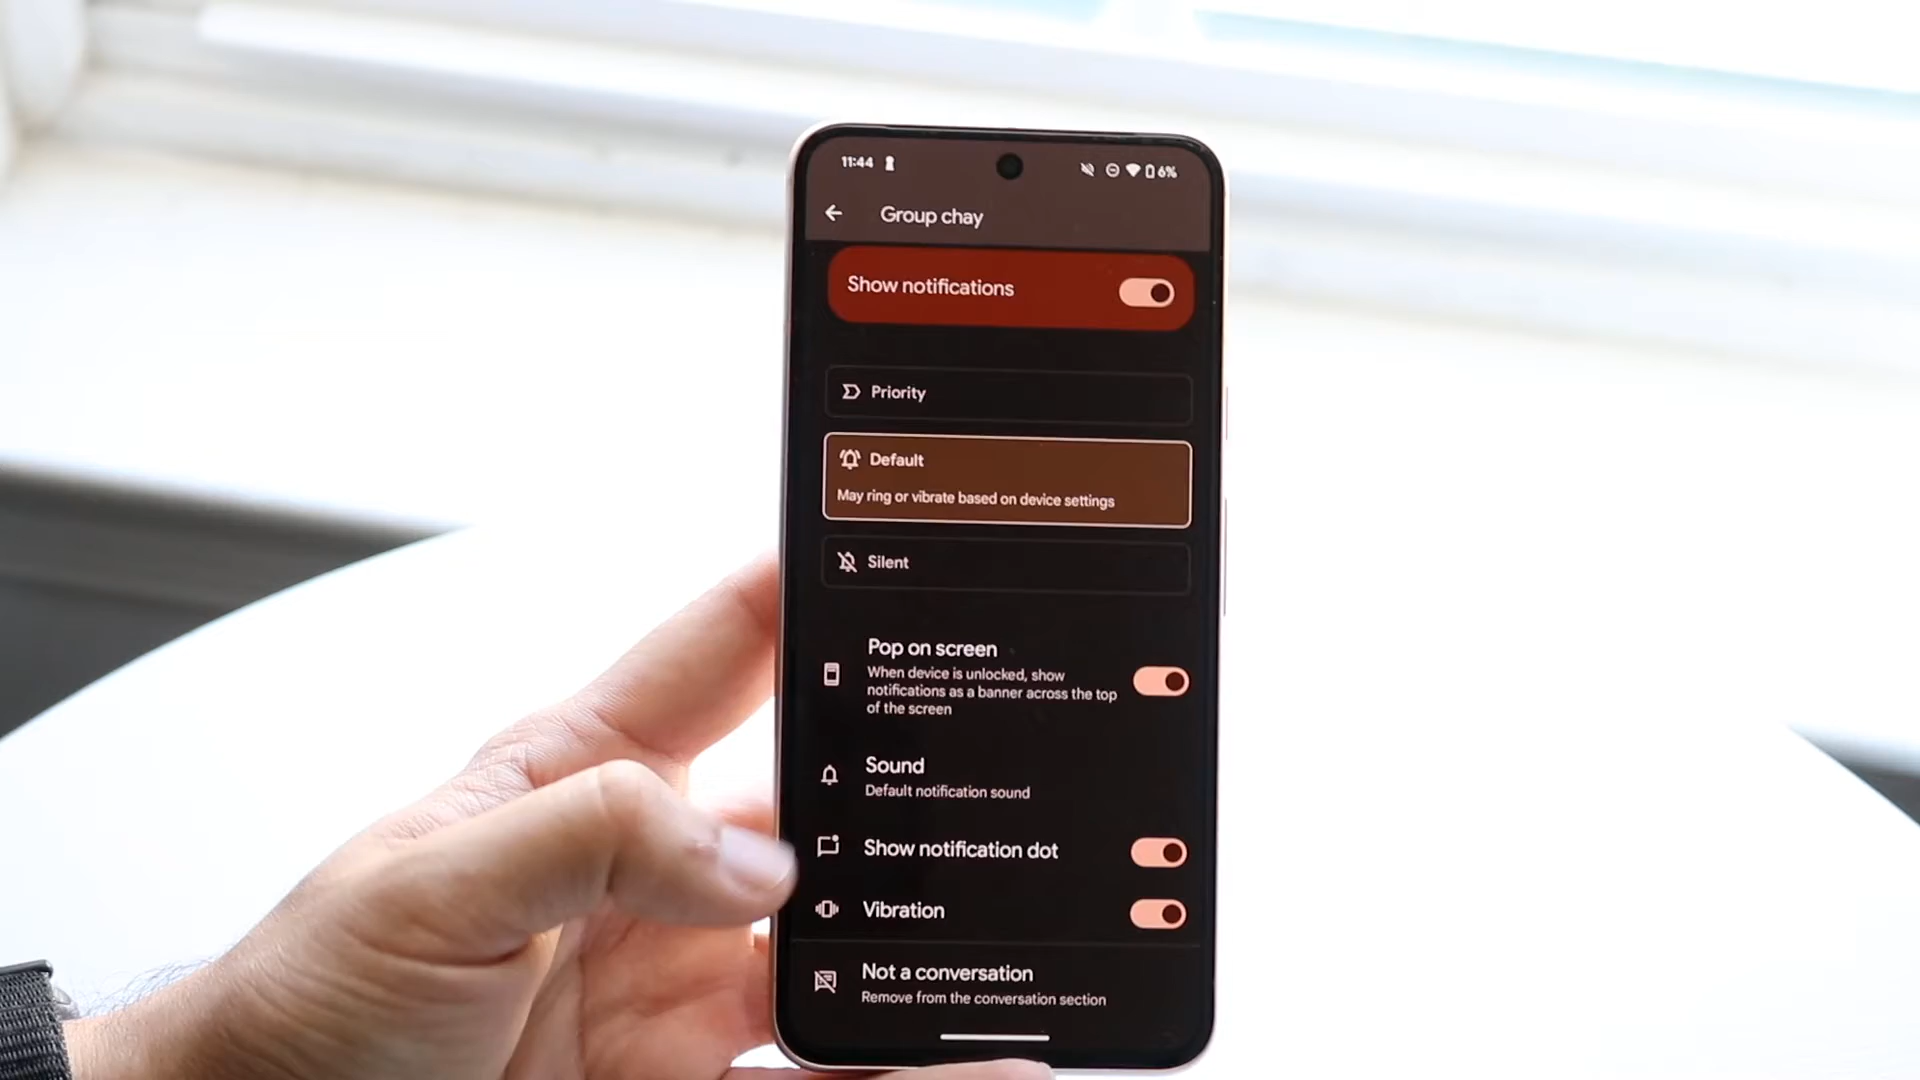 11:44 6%
Group chay
Show notifications
Priority
Default
May ring or vibrate based on device settings
Silent
Pop on screen
When device is unlocked, show
notifications as a banner across the top
of the screen
Sound
Default notification sound
Show notification dot
Vibration
Not a conversation
Remove from the conversation section